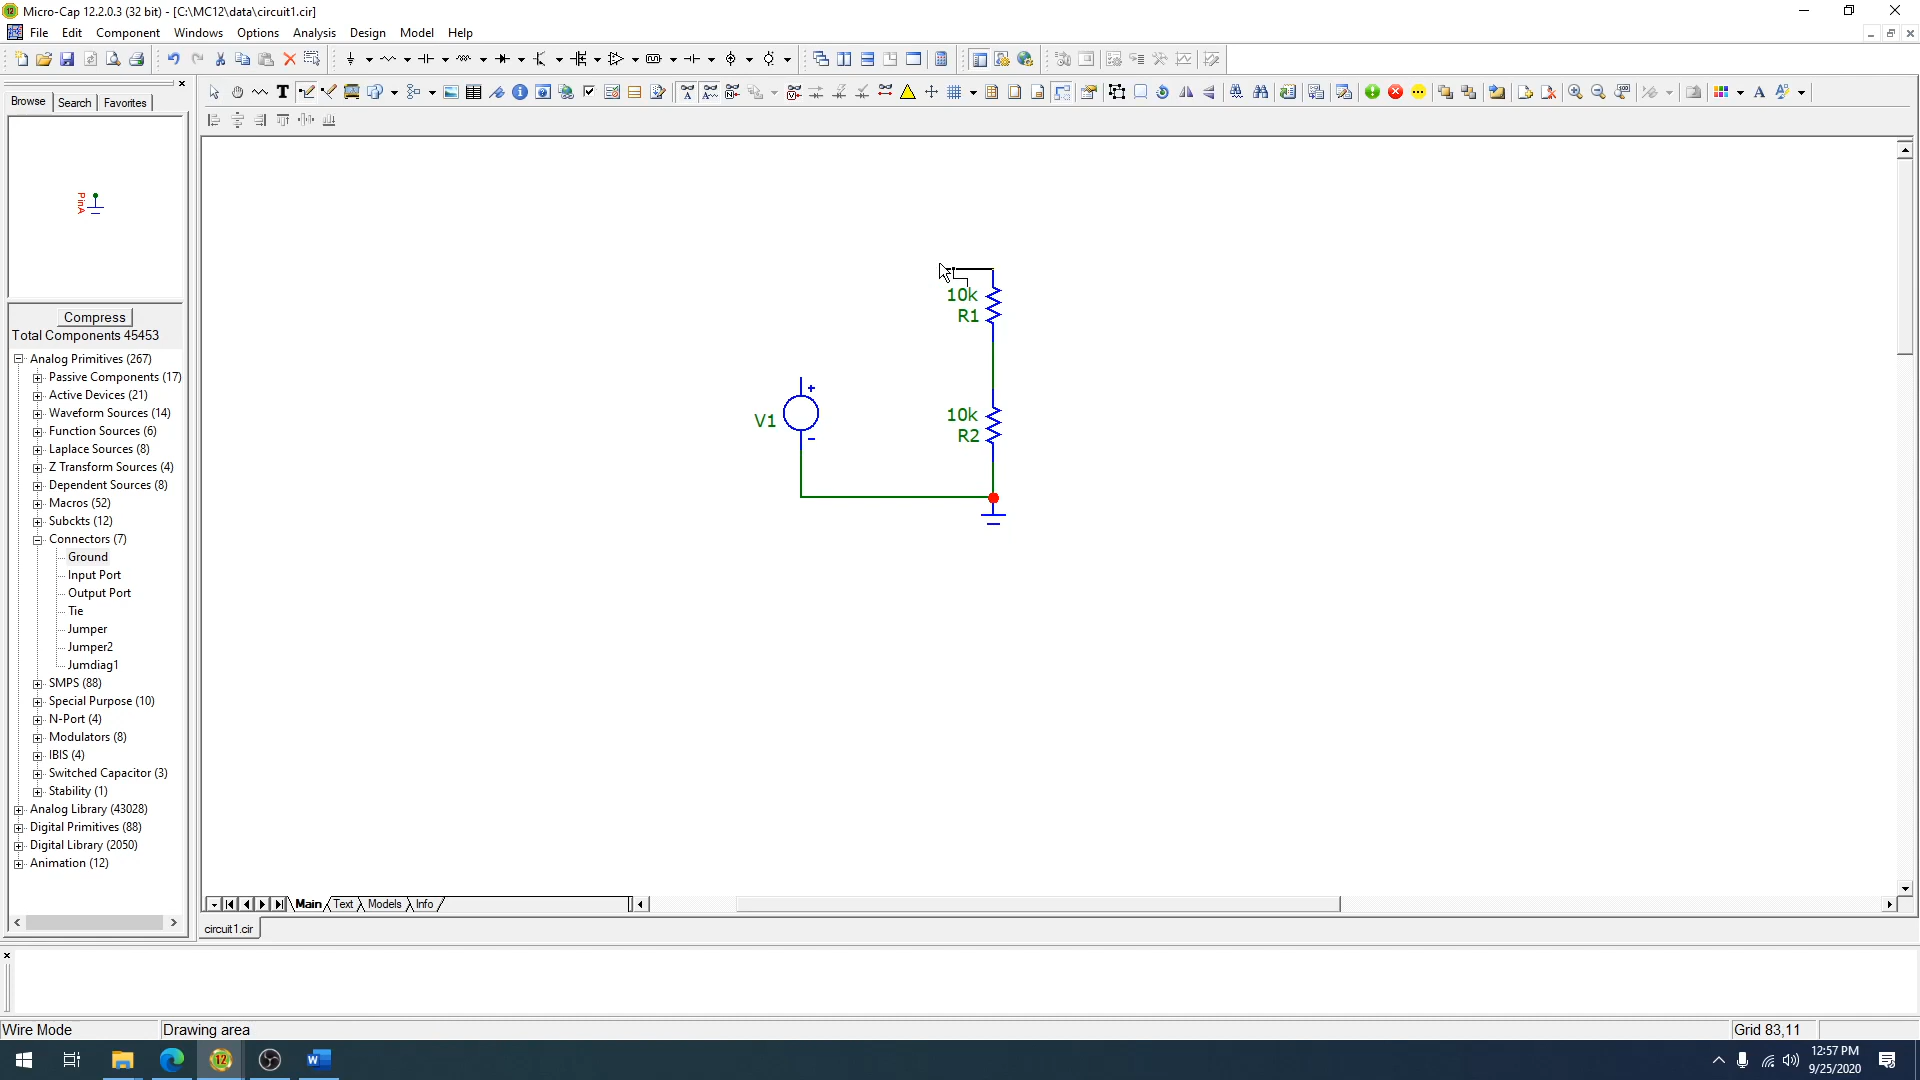 Micro-Cap 12.2.0.3 (32 bit) - [C:\MC12\data\circuit1.cir]
File Edit Component Windows Options Analysis Design Model Help
Browse Search Favorites
PinA
Compress
Total Components 45453
Analog Primitives (267)
Passive Components (17)
Active Devices (21)
Waveform Sources (14)
Function Sources (6)
Laplace Sources (8)
Z Transform Sources (4)
Dependent Sources (8)
Macros (52)
Subckts (12)
Connectors (7)
Ground
Input Port
Output Port
Tie
Jumper
Jumper2
Jumdiag1
SMPS (88)
Special Purpose (10)
N-Port (4)
Modulators (8)
IBIS (4)
Switched Capacitor (3)
Stability (1)
Analog Library (43028)
Digital Primitives (88)
Digital Library (2050)
Animation (12)
10k
R1
+
V1
-
10k
R2
Main Text Models Info
circuit1.cir
Wire Mode Drawing area Grid 83,11
12:57 PM
9/25/2020